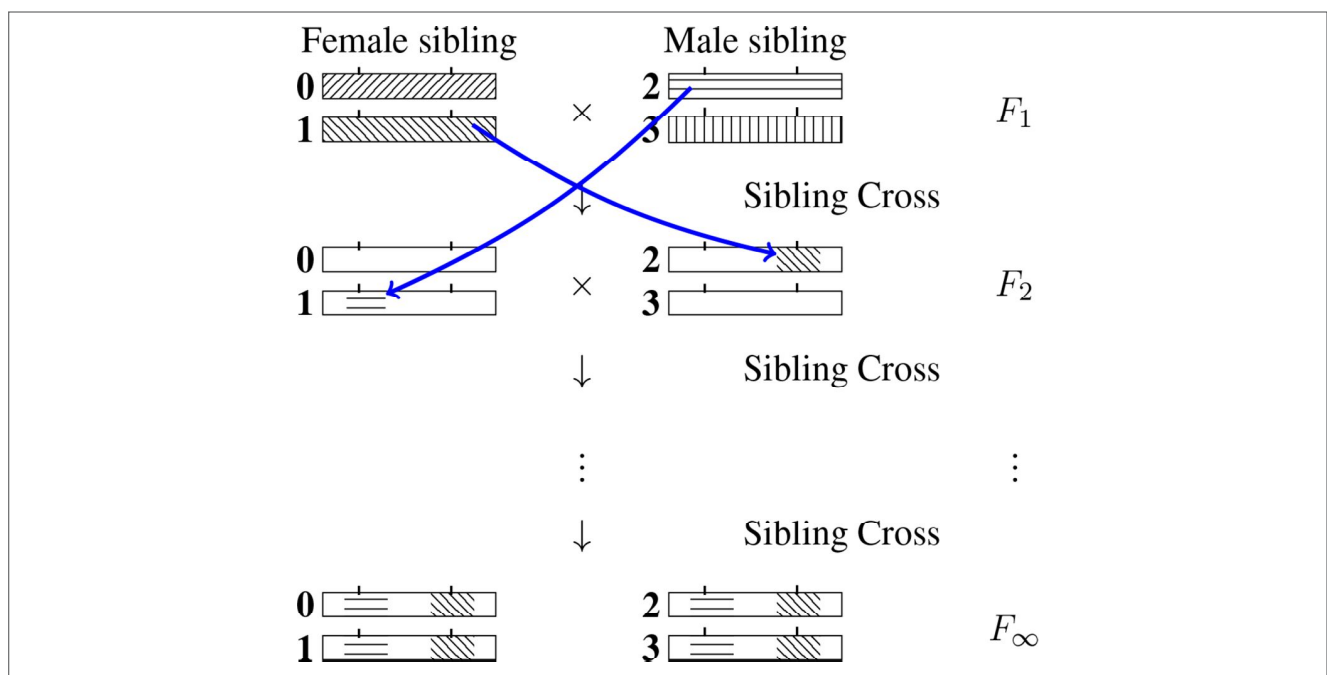 Female sibling Male sibling
0 2
× F₁
1 3
Sibling Cross
↓
0 2
× F₂
1 3
↓ Sibling Cross
⋮ ⋮
↓ Sibling Cross
0 2
F∞
1 3